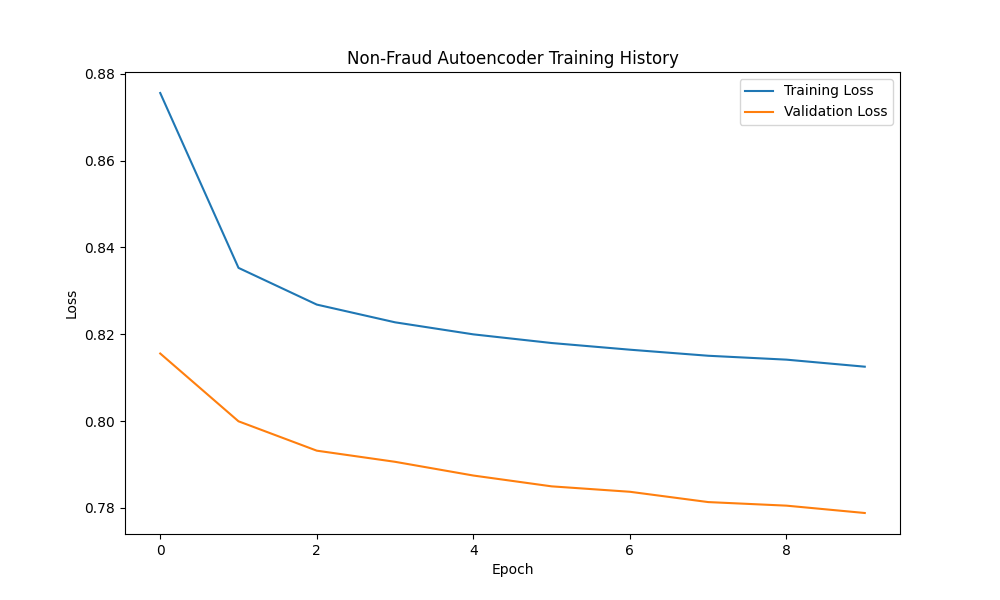 Non-Fraud Autoencoder Training History
Training Loss
Validation Loss
0.88
0.86
0.84
0.82
0.80
0.78
Loss
0
2
4
6
8
Epoch